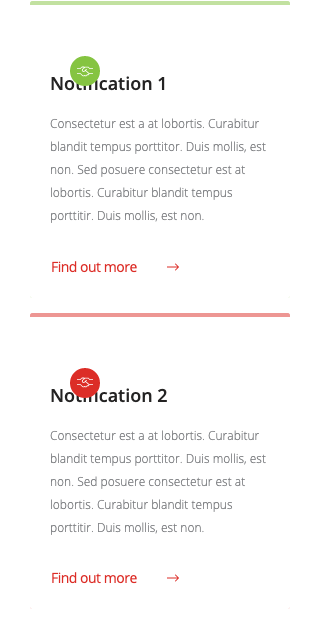 Notification 1
Consectetur est a at lobortis. Curabitur
blandit tempus porttitor. Duis mollis, est
non. Sed posuere consectetur est at
lobortis. Curabitur blandit tempus
porttitir. Duis mollis, est non.
Find out more
Notification 2
Consectetur est a at lobortis. Curabitur
blandit tempus porttitor. Duis mollis, est
non. Sed posuere consectetur est at
lobortis. Curabitur blandit tempus
porttitir. Duis mollis, est non.
Find out more